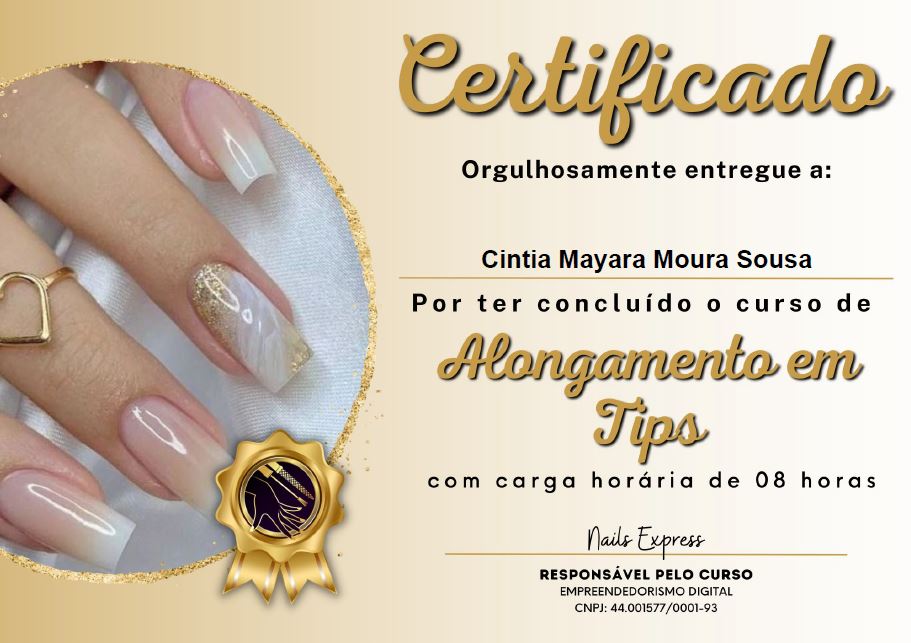 Certificado
Orgulhosamente entregue a:
Cintia Mayara Moura Sousa
Por ter concluído o curso de
Alongamento em
Tips
com carga horária de 08 horas
Nails Express
RESPONSÁVEL PELO CURSO
EMPREENDEDORISMO DIGITAL
CNPJ: 44.001577/0001-93